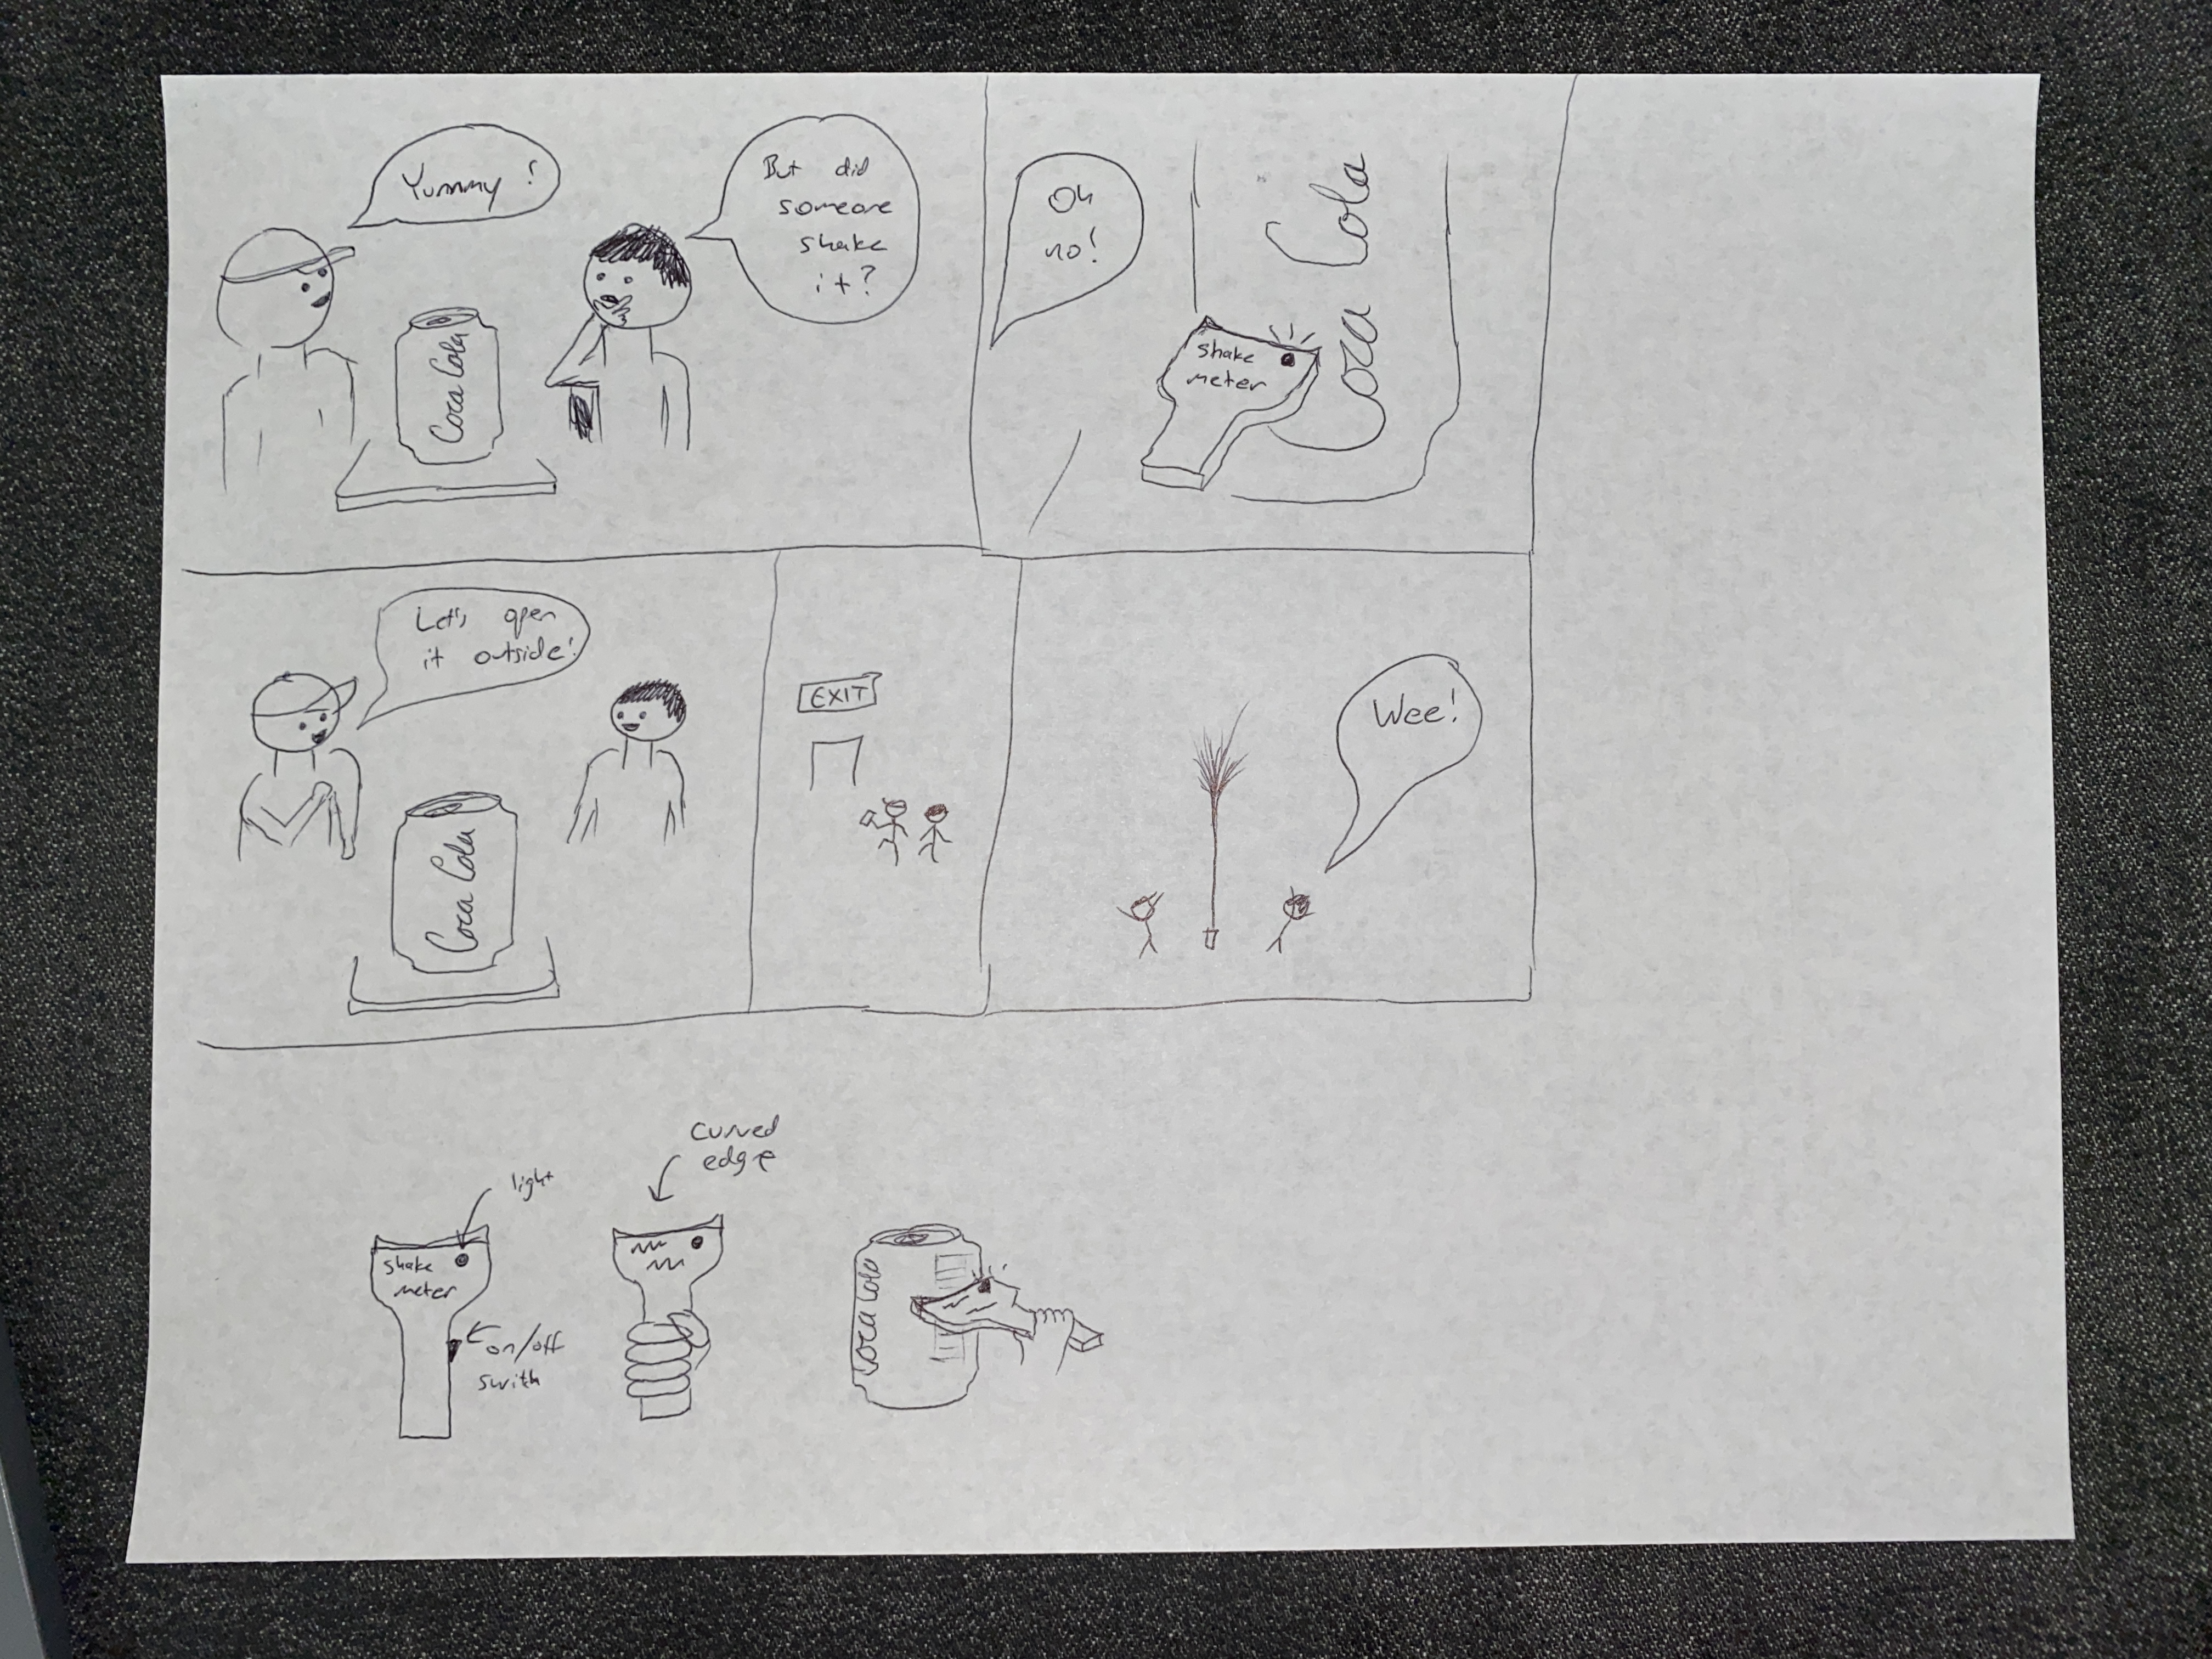 Yummy!
But did
someone
shake
it?
Coca Cola
Oh
no!
Coca Cola
shake
meter
Let's open
it outside!
Coca Cola
EXIT
Wee!
light
curved
edge
shake
meter
on/off
swith
Coca Cola